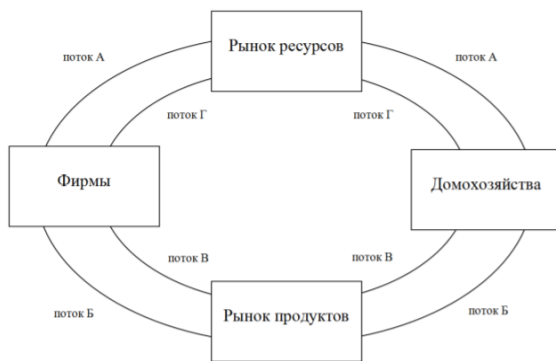 Рынок ресурсов
поток А
поток А
поток Г
поток Г
Фирмы
Домохозяйства
поток В
поток В
Рынок продуктов
поток Б
поток Б